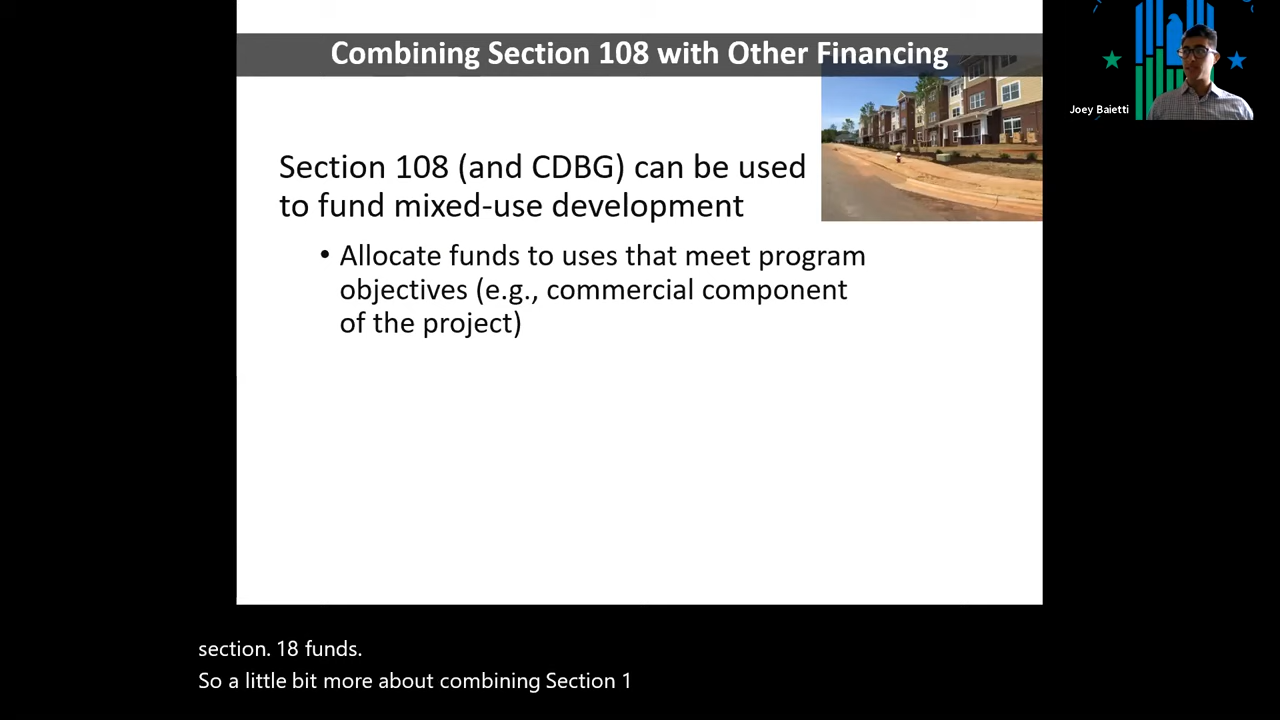 Combining Section 108 with Other Financing
Joey Baietti
Section 108 (and CDBG) can be used
to fund mixed-use development
• Allocate funds to uses that meet program
objectives (e.g., commercial component
of the project)
section. 18 funds.
So a little bit more about combining Section 1